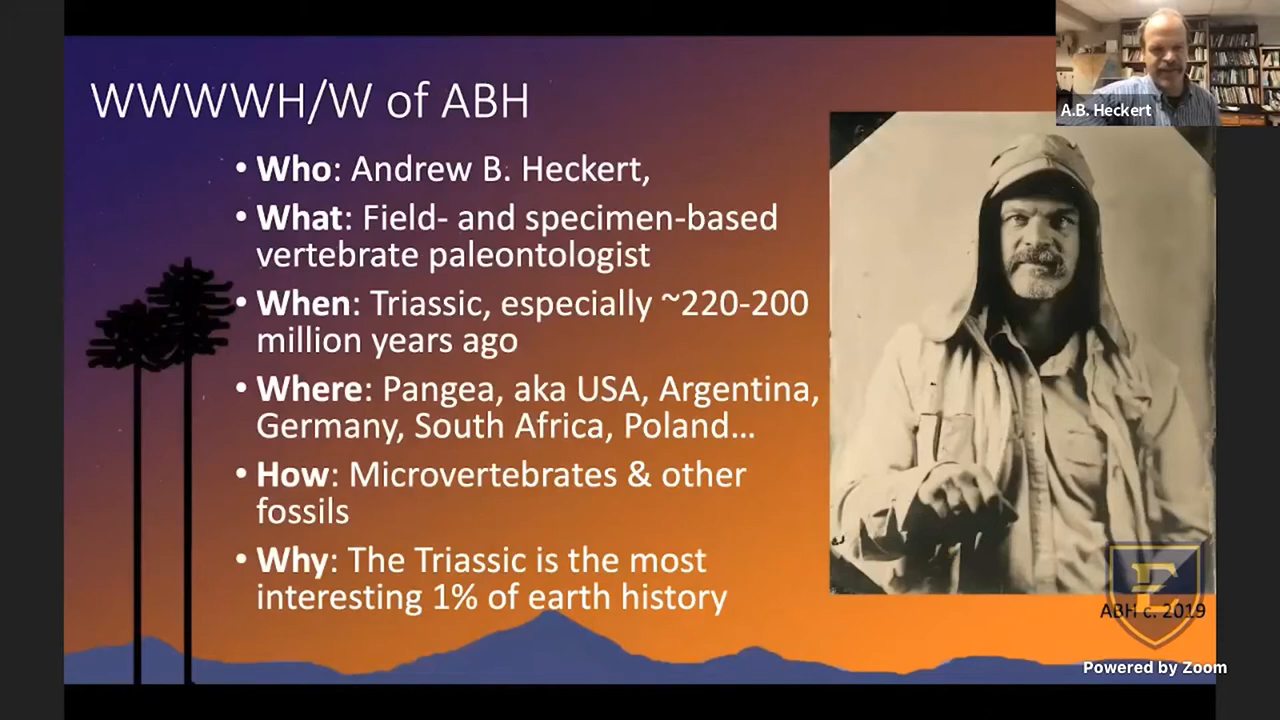 WWWWH/W of ABH
• Who: Andrew B. Heckert,
• What: Field- and specimen-based
vertebrate paleontologist
• When: Triassic, especially ~220-200
million years ago
• Where: Pangea, aka USA, Argentina,
Germany, South Africa, Poland…
• How: Microvertebrates & other
fossils
• Why: The Triassic is the most
interesting 1% of earth history
A.B. Heckert
E
ABH c. 2019
Powered by Zoom